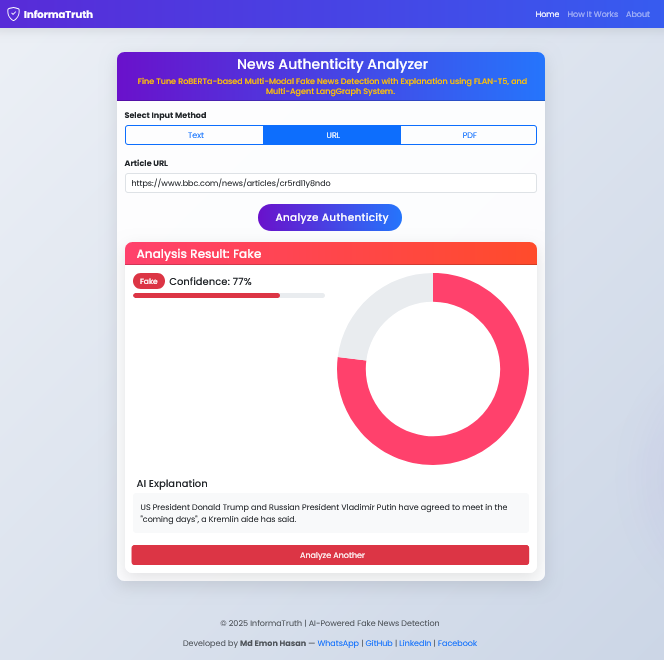 InformaTruth
Home How It Works About
News Authenticity Analyzer
Fine Tune RoBERTa-based Multi-Modal Fake News Detection with Explanation using FLAN-T5, and
Multi-Agent LangGraph System.
Select Input Method
Text URL PDF
Article URL
https://www.bbc.com/news/articles/cr5rdl1y8ndo
Analyze Authenticity
Analysis Result: Fake
Fake Confidence: 77%
AI Explanation
US President Donald Trump and Russian President Vladimir Putin have agreed to meet in the
"coming days", a Kremlin aide has said.
Analyze Another
© 2025 InformaTruth | AI-Powered Fake News Detection
Developed by Md Emon Hasan — WhatsApp | GitHub | LinkedIn | Facebook